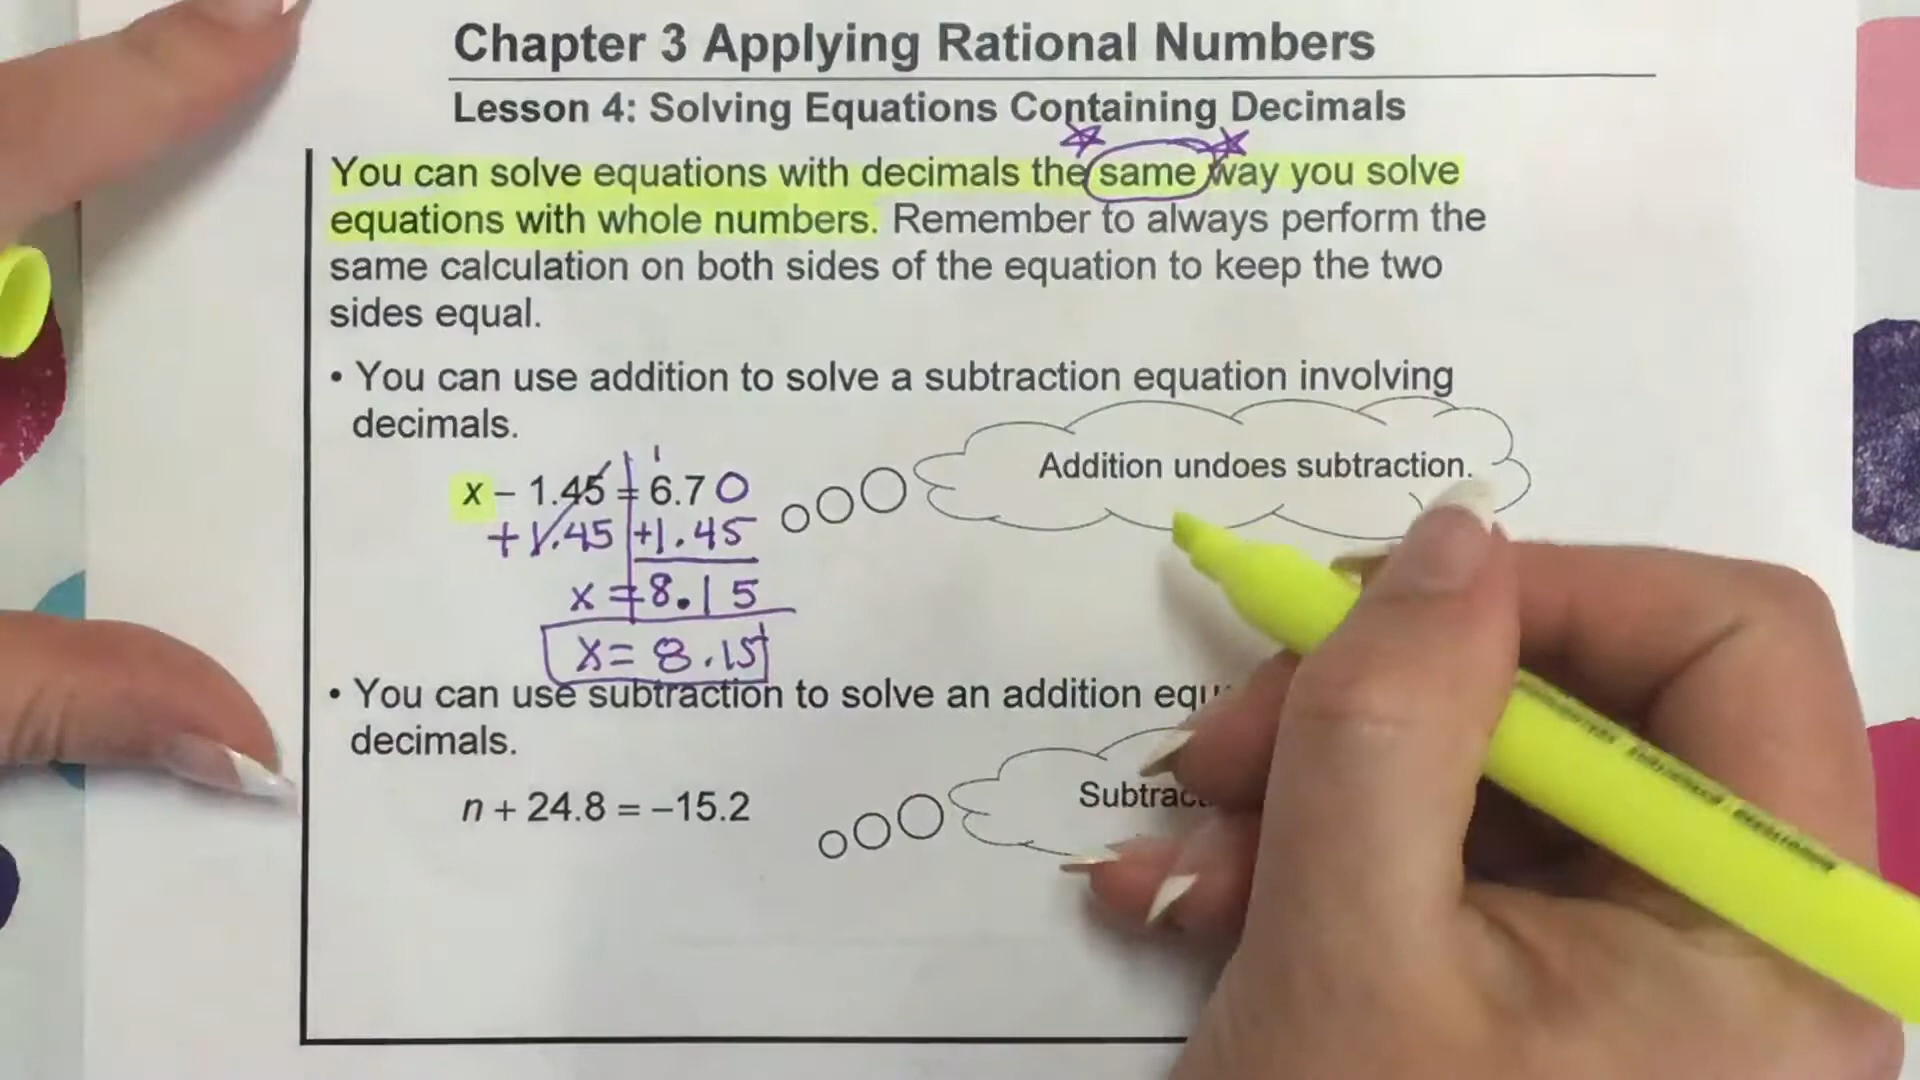 Chapter 3 Applying Rational Numbers
Lesson 4: Solving Equations Containing Decimals
You can solve equations with decimals the same way you solve
equations with whole numbers. Remember to always perform the
same calculation on both sides of the equation to keep the two
sides equal.
• You can use addition to solve a subtraction equation involving
decimals.
Addition undoes subtraction.
1
x – 1.45 = 6.70
+1.45 +1.45
x = 8.15
x = 8.15
• You can use subtraction to solve an addition
decimals.
n + 24.8 = –15.2